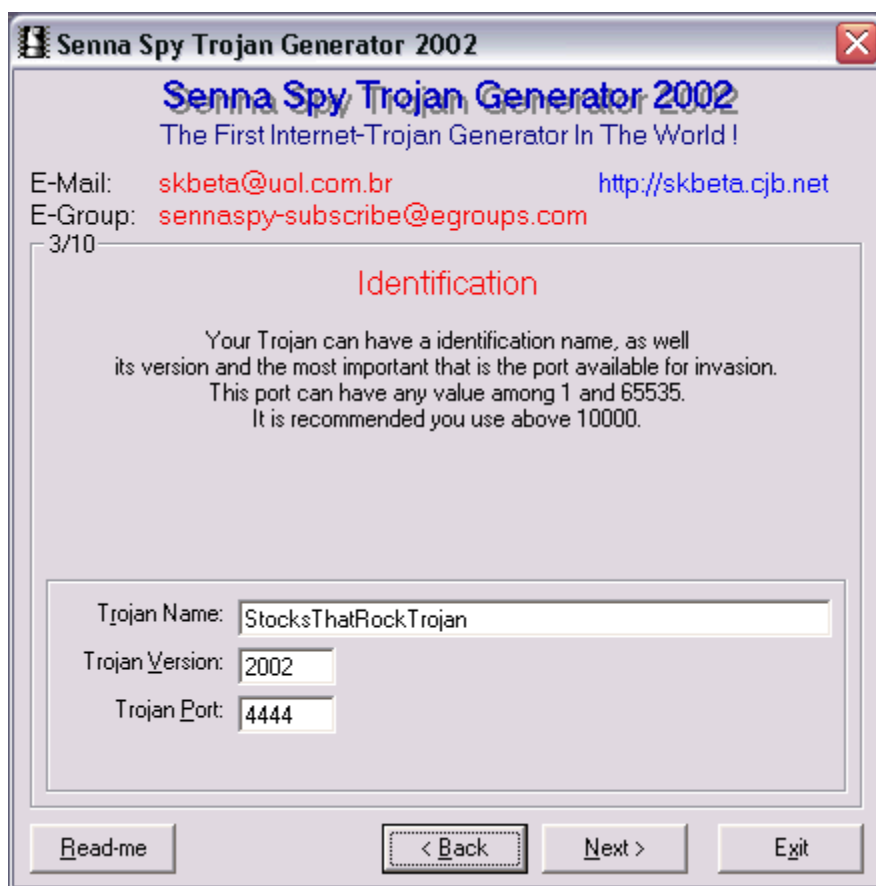 Senna Spy Trojan Generator 2002
Senna Spy Trojan Generator 2002
The First Internet-Trojan Generator In The World !
E-Mail: skbeta@uol.com.br http://skbeta.cjb.net
E-Group: sennaspy-subscribe@egroups.com
3/10
Identification
Your Trojan can have a identification name, as well
its version and the most important that is the port available for invasion.
This port can have any value among 1 and 65535.
It is recommended you use above 10000.
Trojan Name: StocksThatRockTrojan
Trojan Version: 2002
Trojan Port: 4444
Read-me < Back Next > Exit